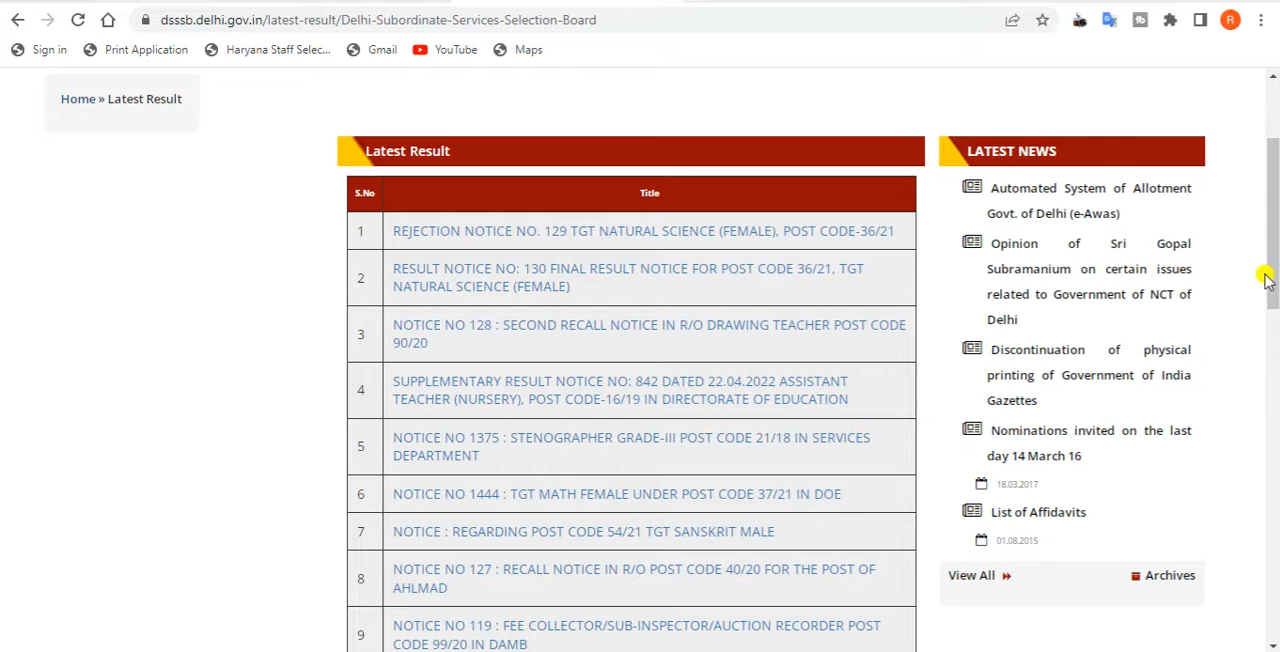 dsssb.delhi.gov.in/latest-result/Delhi-Subordinate-Services-Selection-Board
R
Sign in
Print Application
Haryana Staff Selec...
Gmail
YouTube
Maps
Home » Latest Result
Latest Result
S.No Title
1 REJECTION NOTICE NO. 129 TGT NATURAL SCIENCE (FEMALE), POST CODE-36/21
2 RESULT NOTICE NO: 130 FINAL RESULT NOTICE FOR POST CODE 36/21, TGT
NATURAL SCIENCE (FEMALE)
3 NOTICE NO 128 : SECOND RECALL NOTICE IN R/O DRAWING TEACHER POST CODE
90/20
4 SUPPLEMENTARY RESULT NOTICE NO: 842 DATED 22.04.2022 ASSISTANT
TEACHER (NURSERY), POST CODE-16/19 IN DIRECTORATE OF EDUCATION
5 NOTICE NO 1375 : STENOGRAPHER GRADE-III POST CODE 21/18 IN SERVICES
DEPARTMENT
6 NOTICE NO 1444 : TGT MATH FEMALE UNDER POST CODE 37/21 IN DOE
7 NOTICE : REGARDING POST CODE 54/21 TGT SANSKRIT MALE
8 NOTICE NO 127 : RECALL NOTICE IN R/O POST CODE 40/20 FOR THE POST OF
AHLMAD
9 NOTICE NO 119 : FEE COLLECTOR/SUB-INSPECTOR/AUCTION RECORDER POST
CODE 99/20 IN DAMB
LATEST NEWS
Automated System of Allotment
Govt. of Delhi (e-Awas)
Opinion of Sri Gopal
Subramanium on certain issues
related to Government of NCT of
Delhi
Discontinuation of physical
printing of Government of India
Gazettes
Nominations invited on the last
day 14 March 16
18.03.2017
List of Affidavits
01.08.2015
View All
Archives